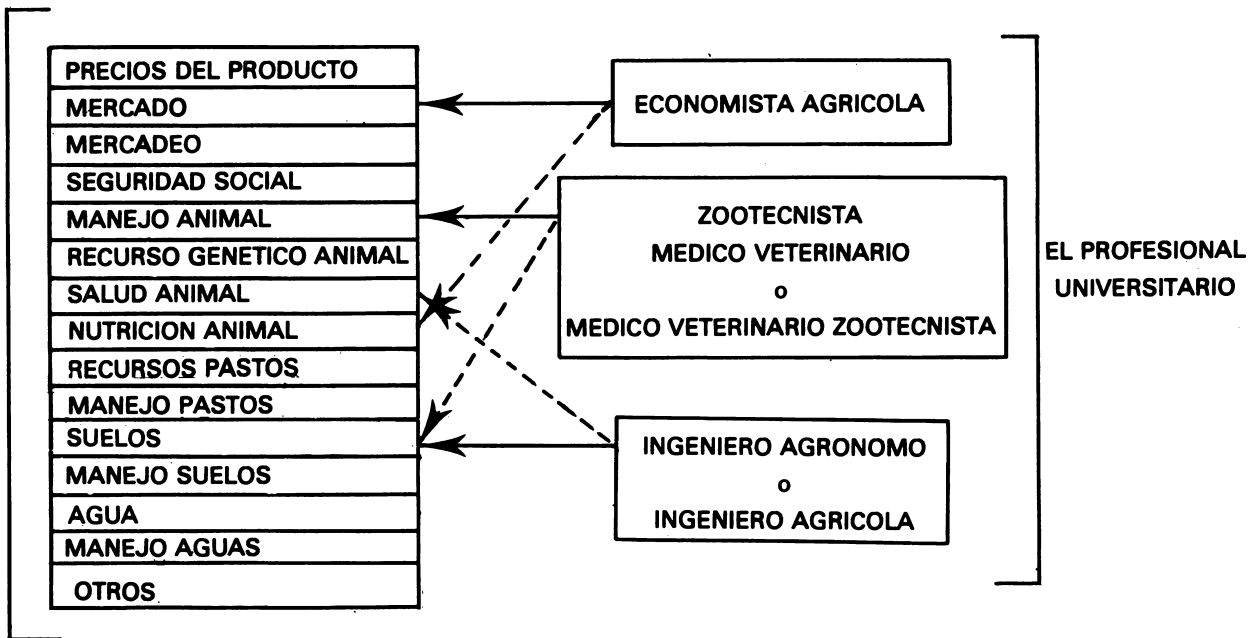 PRECIOS DEL PRODUCTO
MERCADO
MERCADEO
SEGURIDAD SOCIAL
MANEJO ANIMAL
RECURSO GENETICO ANIMAL
SALUD ANIMAL
NUTRICION ANIMAL
RECURSOS PASTOS
MANEJO PASTOS
SUELOS
MANEJO SUELOS
AGUA
MANEJO AGUAS
OTROS
ECONOMISTA AGRICOLA
ZOOTECNISTA
MEDICO VETERINARIO
o
MEDICO VETERINARIO ZOOTECNISTA
INGENIERO AGRONOMO
o
INGENIERO AGRICOLA
EL PROFESIONAL
UNIVERSITARIO